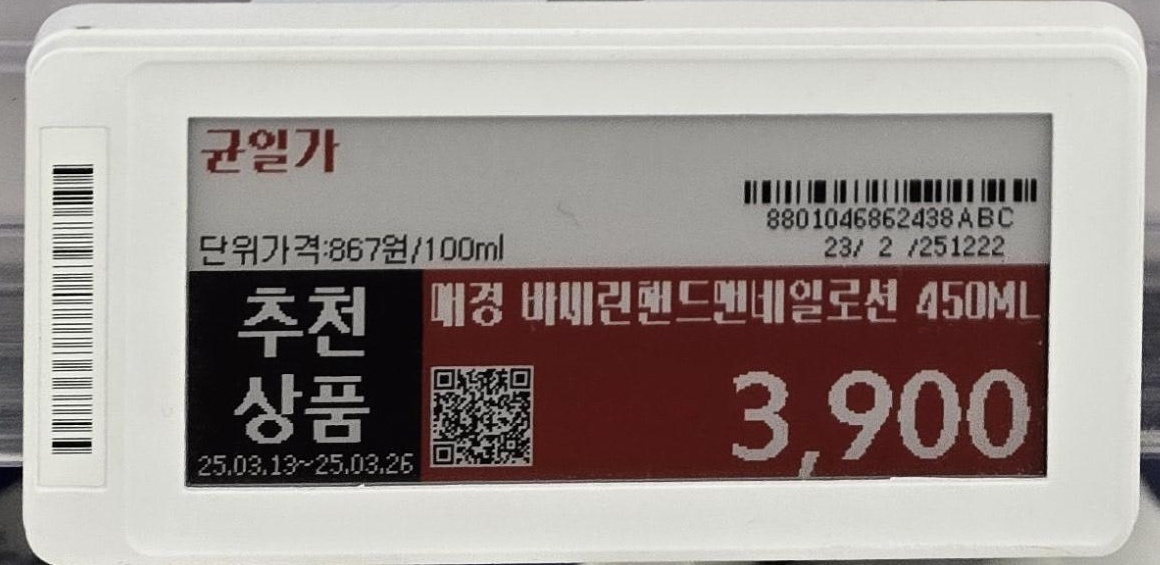 균일가
8801046862438ABC
단위가격:867원/100ml
23/ 2 /251222
추천
상품
25.03.13~25.03.26
애경 바세린핸드앤네일로션 450ML
3,900